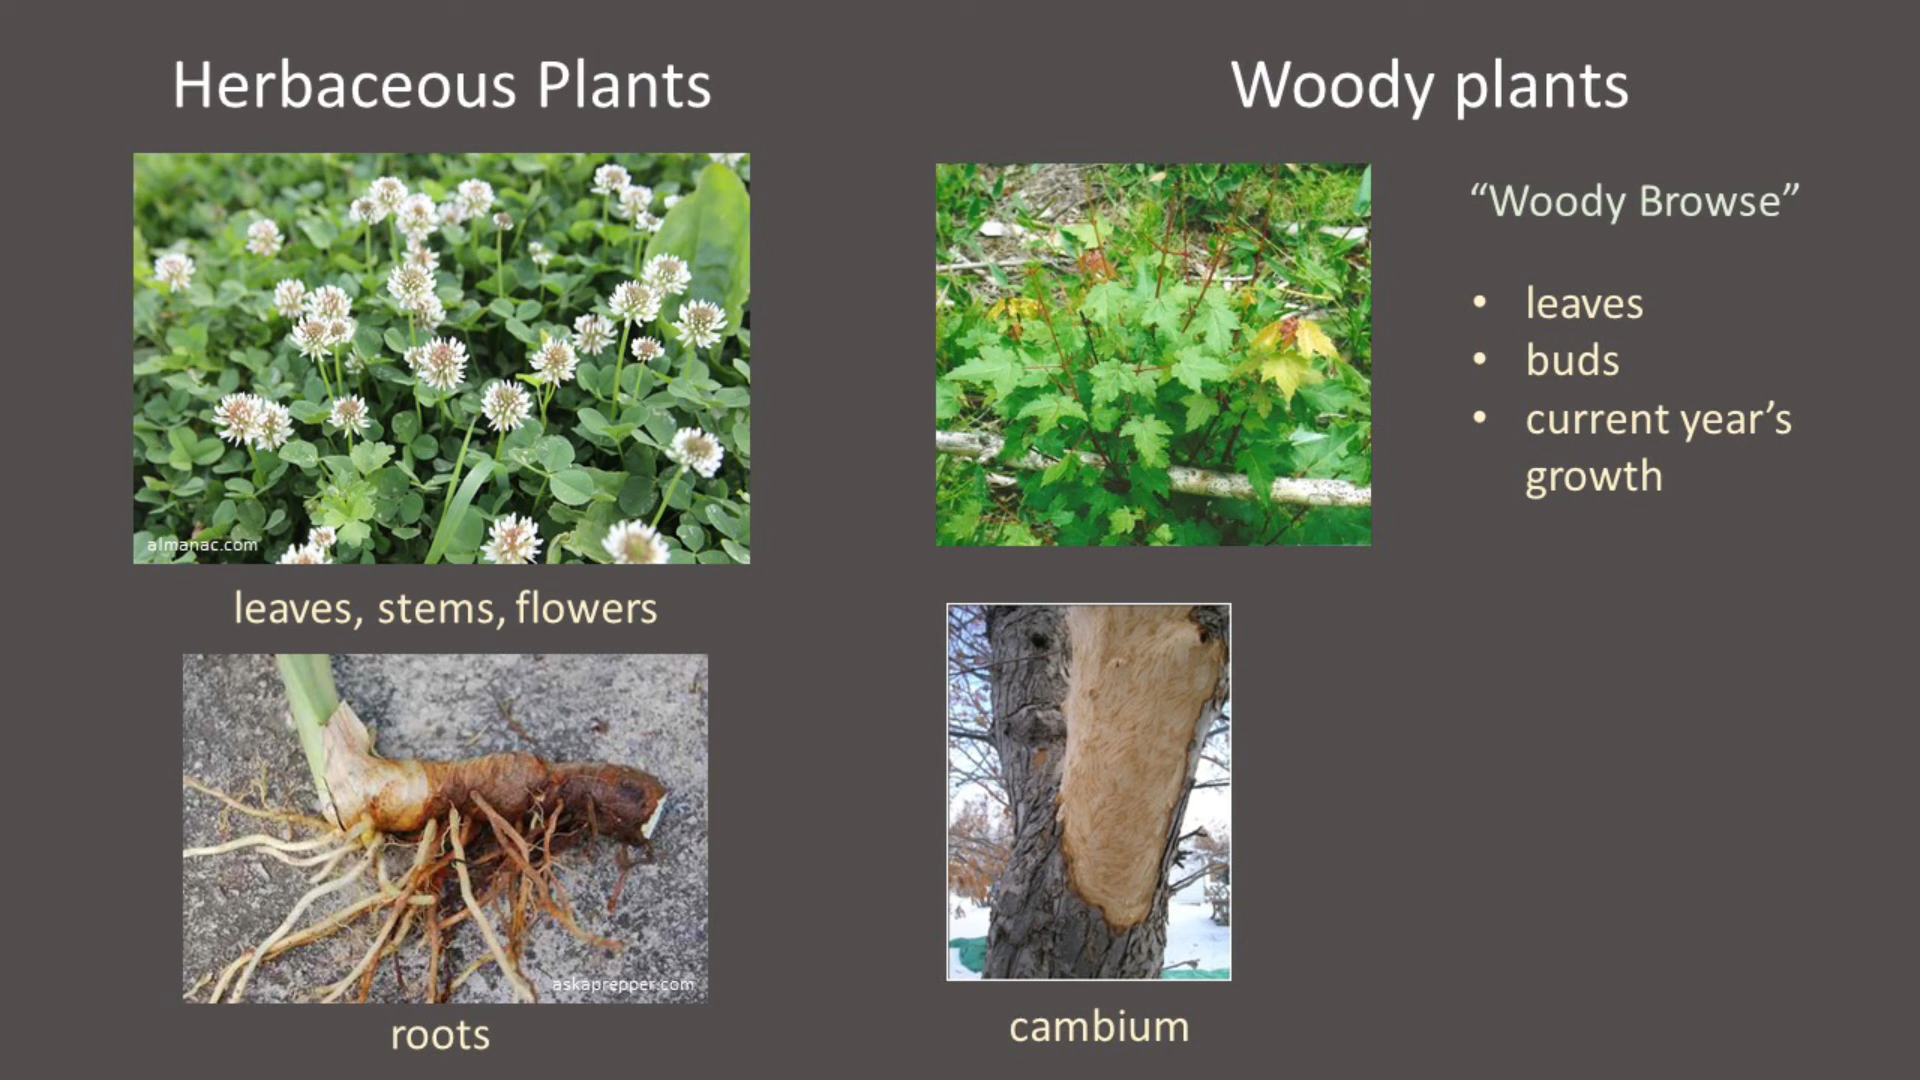 Herbaceous Plants
almanac.com
leaves, stems, flowers
askaprepper.com
roots
Woody plants
“Woody Browse”
• leaves
• buds
• current year’s
growth
cambium